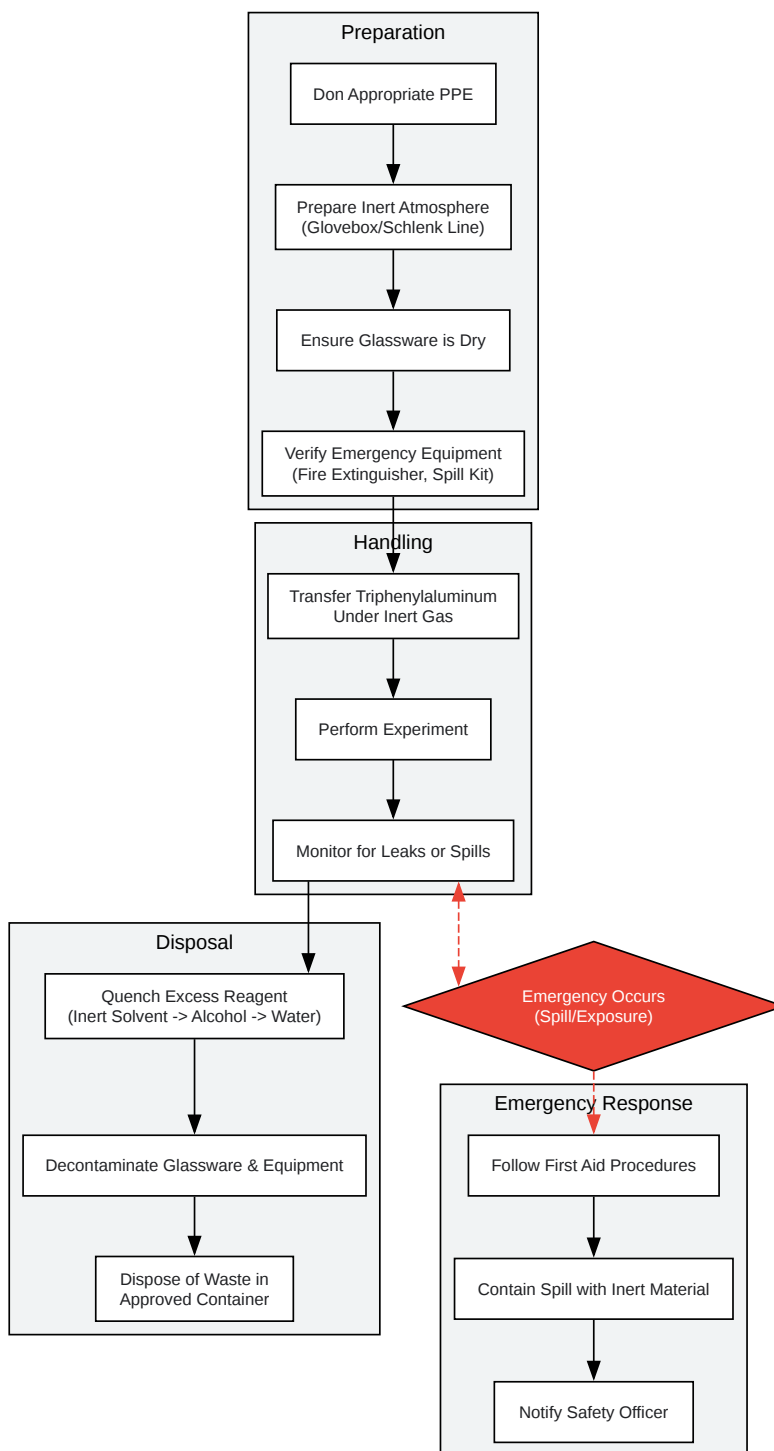 Preparation
Don Appropriate PPE
Prepare Inert Atmosphere
(Glovebox/Schlenk Line)
Ensure Glassware is Dry
Verify Emergency Equipment
(Fire Extinguisher, Spill Kit)
Handling
Transfer Triphenylaluminum
Under Inert Gas
Perform Experiment
Monitor for Leaks or Spills
Disposal
Quench Excess Reagent
(Inert Solvent -> Alcohol -> Water)
Decontaminate Glassware & Equipment
Dispose of Waste in
Approved Container
Emergency Occurs
(Spill/Exposure)
Emergency Response
Follow First Aid Procedures
Contain Spill with Inert Material
Notify Safety Officer